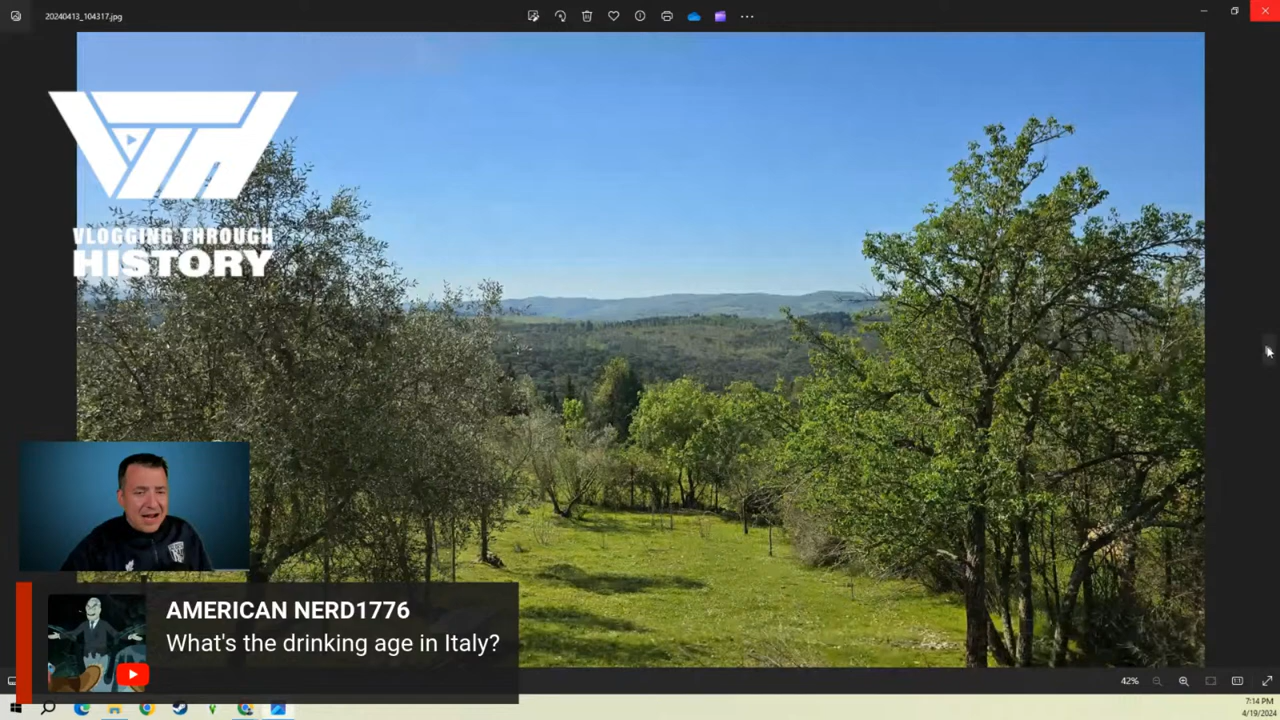 20240413_104317.jpg
VLOGGING THROUGH
HISTORY
AMERICAN NERD1776
What's the drinking age in Italy?
42%
7:14 PM
4/19/2024